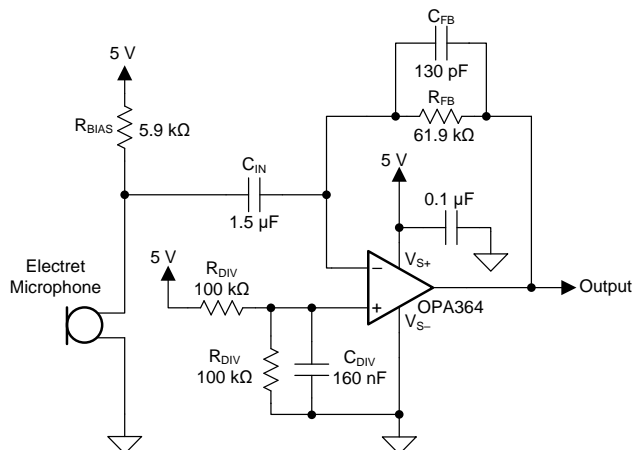 C_FB
130 pF
5 V
R_FB
61.9 kΩ
R_BIAS
5.9 kΩ
C_IN
1.5 µF
5 V
0.1 µF
Electret
Microphone
5 V
R_DIV
100 kΩ
−
+
V_S+
OPA364
V_S–
Output
R_DIV
100 kΩ
C_DIV
160 nF